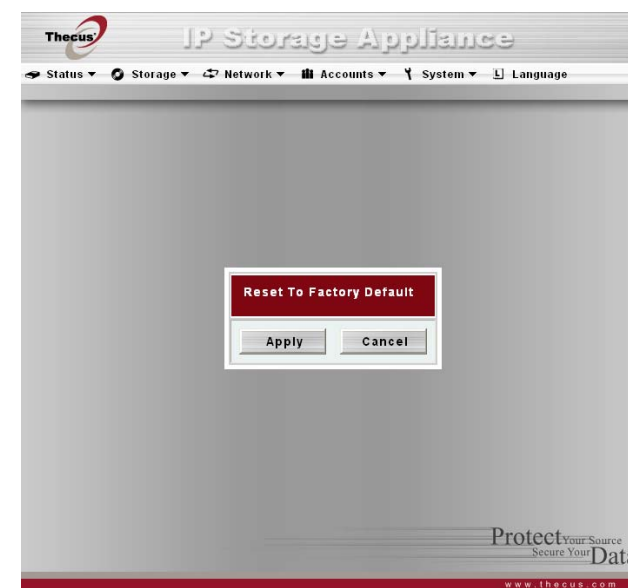 Thecus
IP Storage Appliance
Status Storage Network Accounts System Language
Reset To Factory Default
Apply Cancel
Protect Your Source
Secure Your Data
www.thecus.com